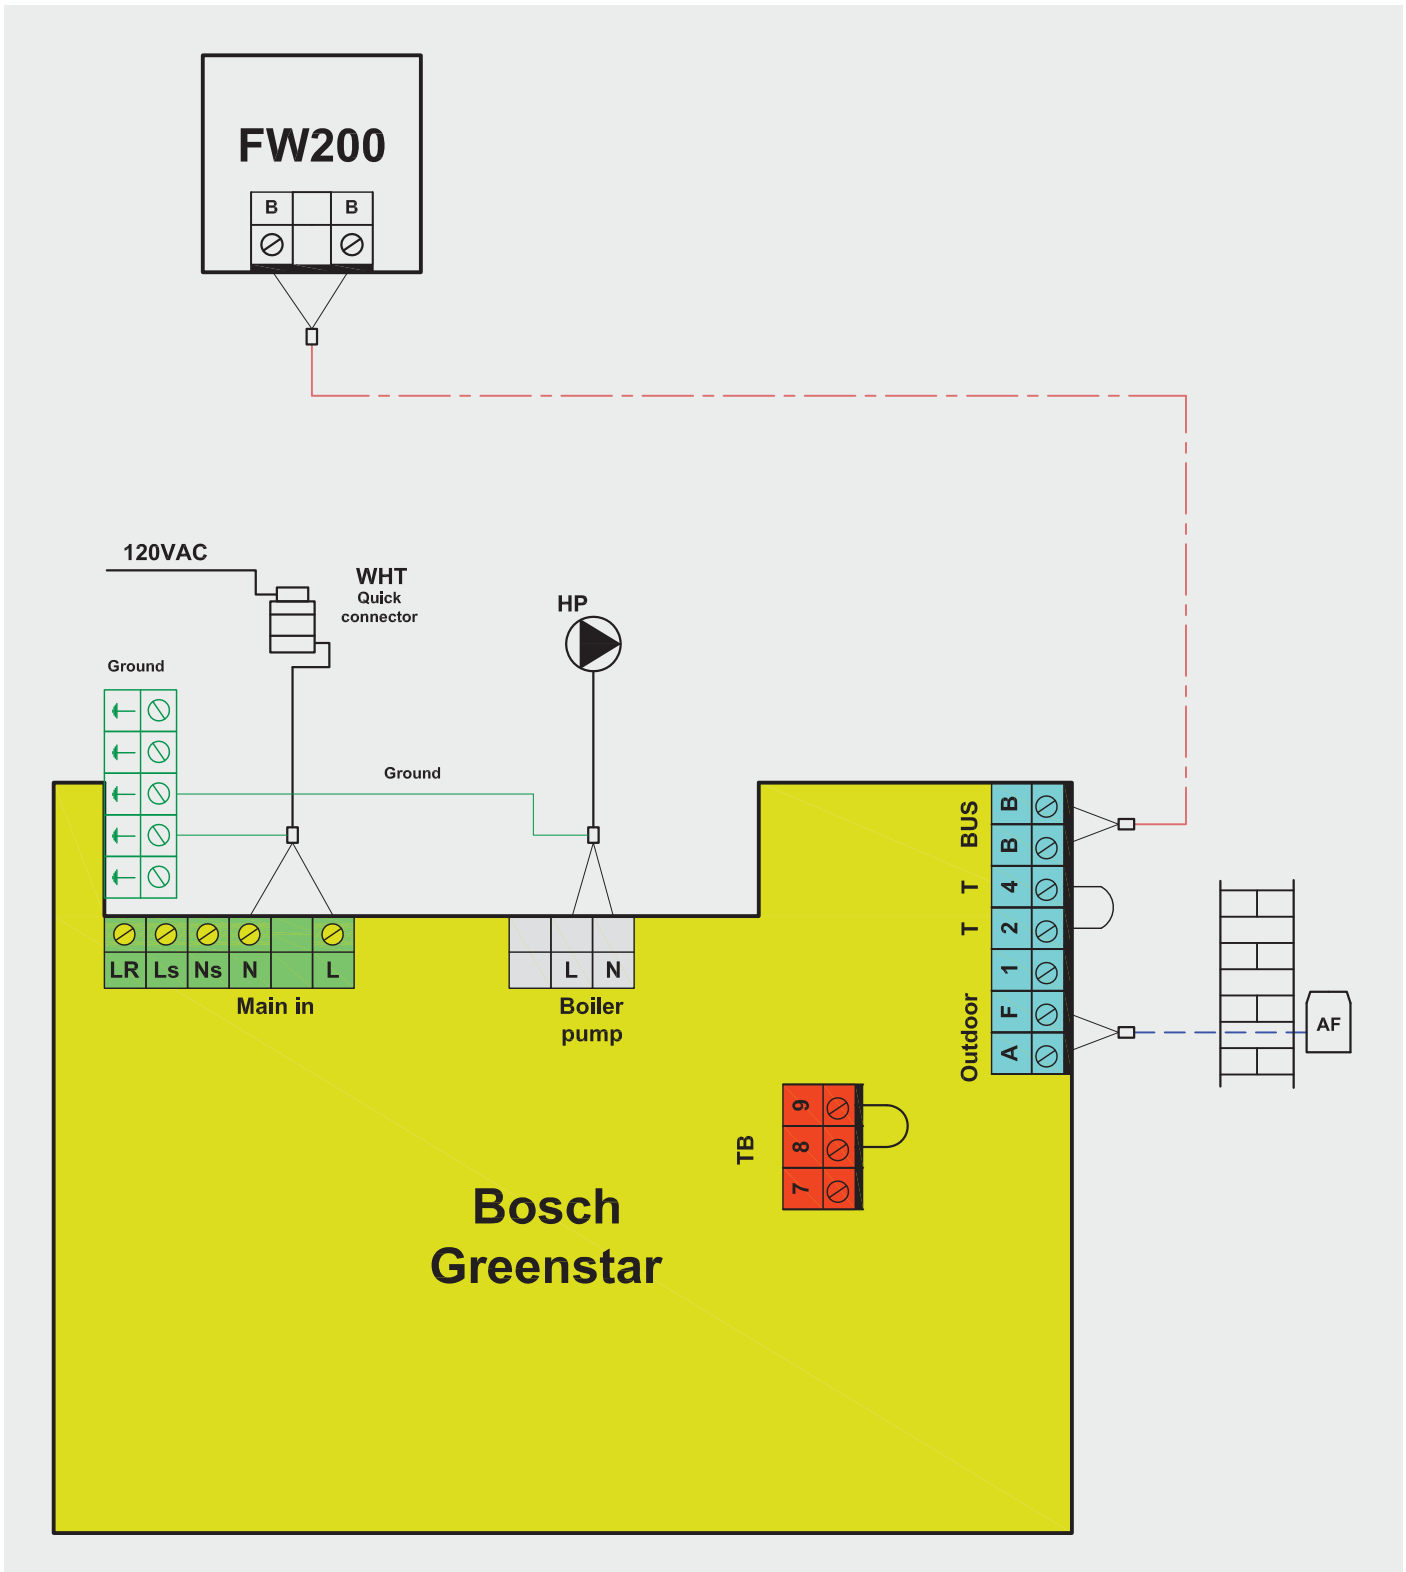 FW200
B B
120VAC
WHT
Quick
connector
HP
Ground
Ground
LR Ls Ns N L
Main in
L N
Boiler
pump
BUS
T
T
Outdoor
B
B
4
2
1
F
A
AF
TB
9
8
7
Bosch
Greenstar